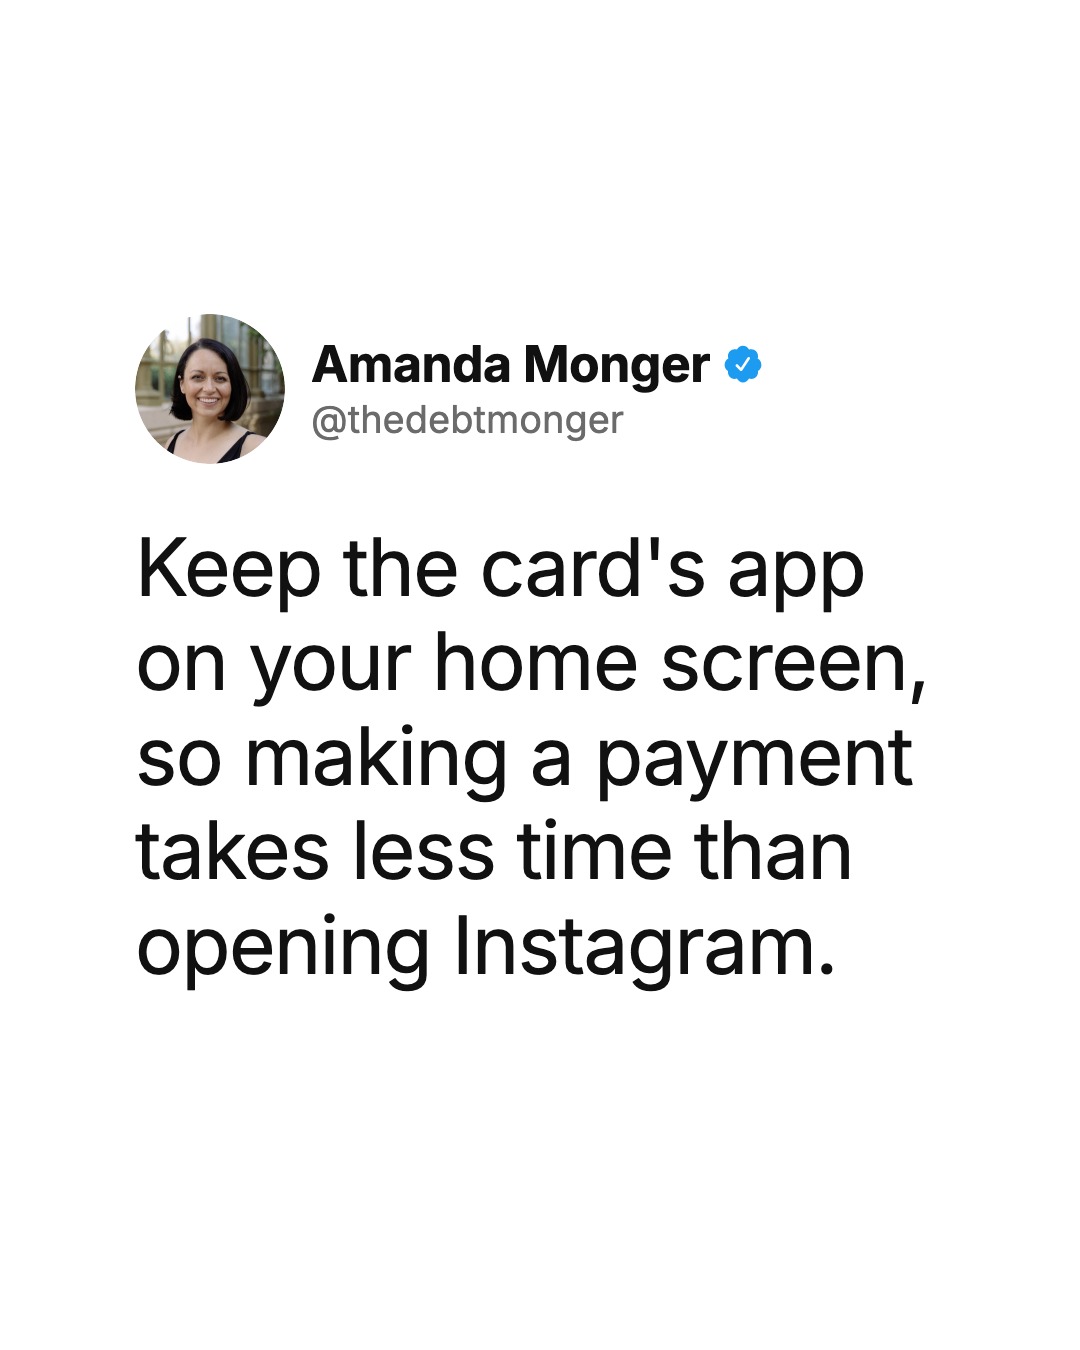 Amanda Monger
@thedebtmonger
Keep the card's app
on your home screen,
so making a payment
takes less time than
opening Instagram.